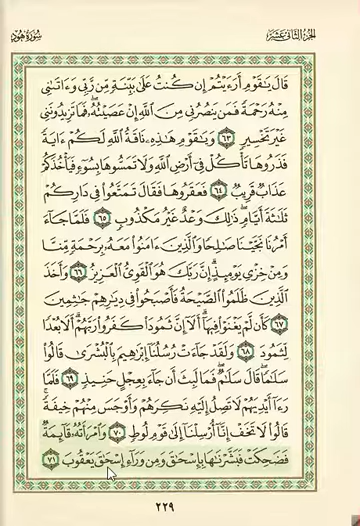 الجزء الثاني عشر
سورة هود
قَالَ يَٰقَوْمِ أَرَءَيْتُمْ إِن كُنتُ عَلَىٰ بَيِّنَةٍ مِّن رَّبِّي وَءَاتَىٰنِي
مِنْهُ رَحْمَةً فَمَن يَنصُرُنِي مِنَ ٱللَّهِ إِنْ عَصَيْتُهُۥ فَمَا تَزِيدُونَنِي
غَيْرَ تَخْسِيرٍ ٦٣ وَيَٰقَوْمِ هَٰذِهِۦ نَاقَةُ ٱللَّهِ لَكُمْ ءَايَةً
فَذَرُوهَا تَأْكُلْ فِىٓ أَرْضِ ٱللَّهِ وَلَا تَمَسُّوهَا بِسُوٓءٍ فَيَأْخُذَكُمْ
عَذَابٌ قَرِيبٌ ٦٤ فَعَقَرُوهَا فَقَالَ تَمَتَّعُوا۟ فِى دَارِكُمْ
ثَلَٰثَةَ أَيَّامٍ ذَٰلِكَ وَعْدٌ غَيْرُ مَكْذُوبٍ ٦٥ فَلَمَّا جَآءَ
أَمْرُنَا نَجَّيْنَا صَٰلِحًا وَٱلَّذِينَ ءَامَنُوا۟ مَعَهُۥ بِرَحْمَةٍ مِّنَّا
وَمِنْ خِزْىِ يَوْمِئِذٍ إِنَّ رَبَّكَ هُوَ ٱلْقَوِىُّ ٱلْعَزِيزُ ٦٦ وَأَخَذَ
ٱلَّذِينَ ظَلَمُوا۟ ٱلصَّيْحَةُ فَأَصْبَحُوا۟ فِى دِيَٰرِهِمْ جَٰثِمِينَ
٦٧ كَأَن لَّمْ يَغْنَوْا۟ فِيهَآ أَلَآ إِنَّ ثَمُودَا۟ كَفَرُوا۟ رَبَّهُمْ أَلَا بُعْدًا
لِّثَمُودَ ٦٨ وَلَقَدْ جَآءَتْ رُسُلُنَآ إِبْرَٰهِيمَ بِٱلْبُشْرَىٰ قَالُوا۟
سَلَٰمًا قَالَ سَلَٰمٌ فَمَا لَبِثَ أَن جَآءَ بِعِجْلٍ حَنِيذٍ ٦٩ فَلَمَّا
رَءَآ أَيْدِيَهُمْ لَا تَصِلُ إِلَيْهِ نَكِرَهُمْ وَأَوْجَسَ مِنْهُمْ خِيفَةً
قَالُوا۟ لَا تَخَفْ إِنَّآ أُرْسِلْنَآ إِلَىٰ قَوْمِ لُوطٍ ٧٠ وَٱمْرَأَتُهُۥ قَآئِمَةٌ
فَضَحِكَتْ فَبَشَّرْنَٰهَا بِإِسْحَٰقَ وَمِن وَرَآءِ إِسْحَٰقَ يَعْقُوبَ ٧١
٢٢٩